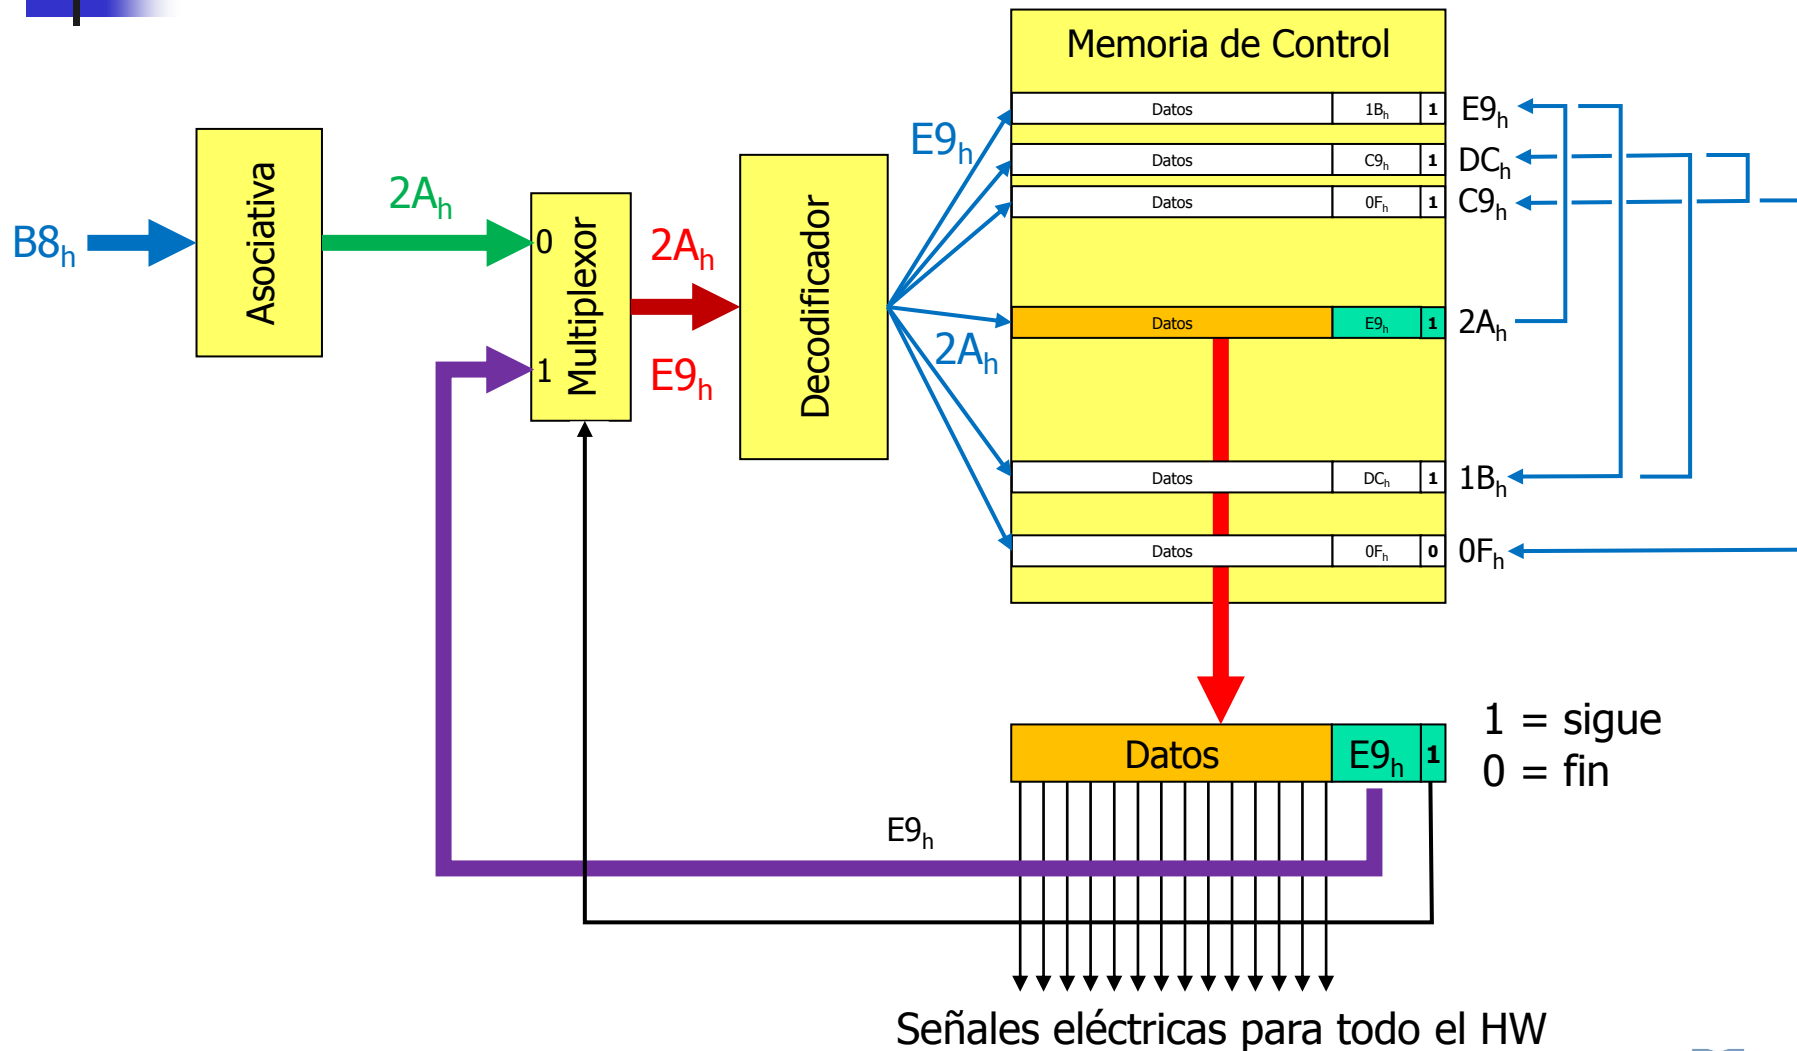 Memoria de Control
Datos 1Bh 1 E9h
Datos C9h 1 DCh
Datos 0Fh 1 C9h
Datos E9h 1 2Ah
Datos DCh 1 1Bh
Datos 0Fh 0 0Fh
B8h
Asociativa
2Ah
0
1
Multiplexor
2Ah
E9h
Decodificador
E9h
2Ah
Datos E9h 1
1 = sigue
0 = fin
E9h
Señales eléctricas para todo el HW